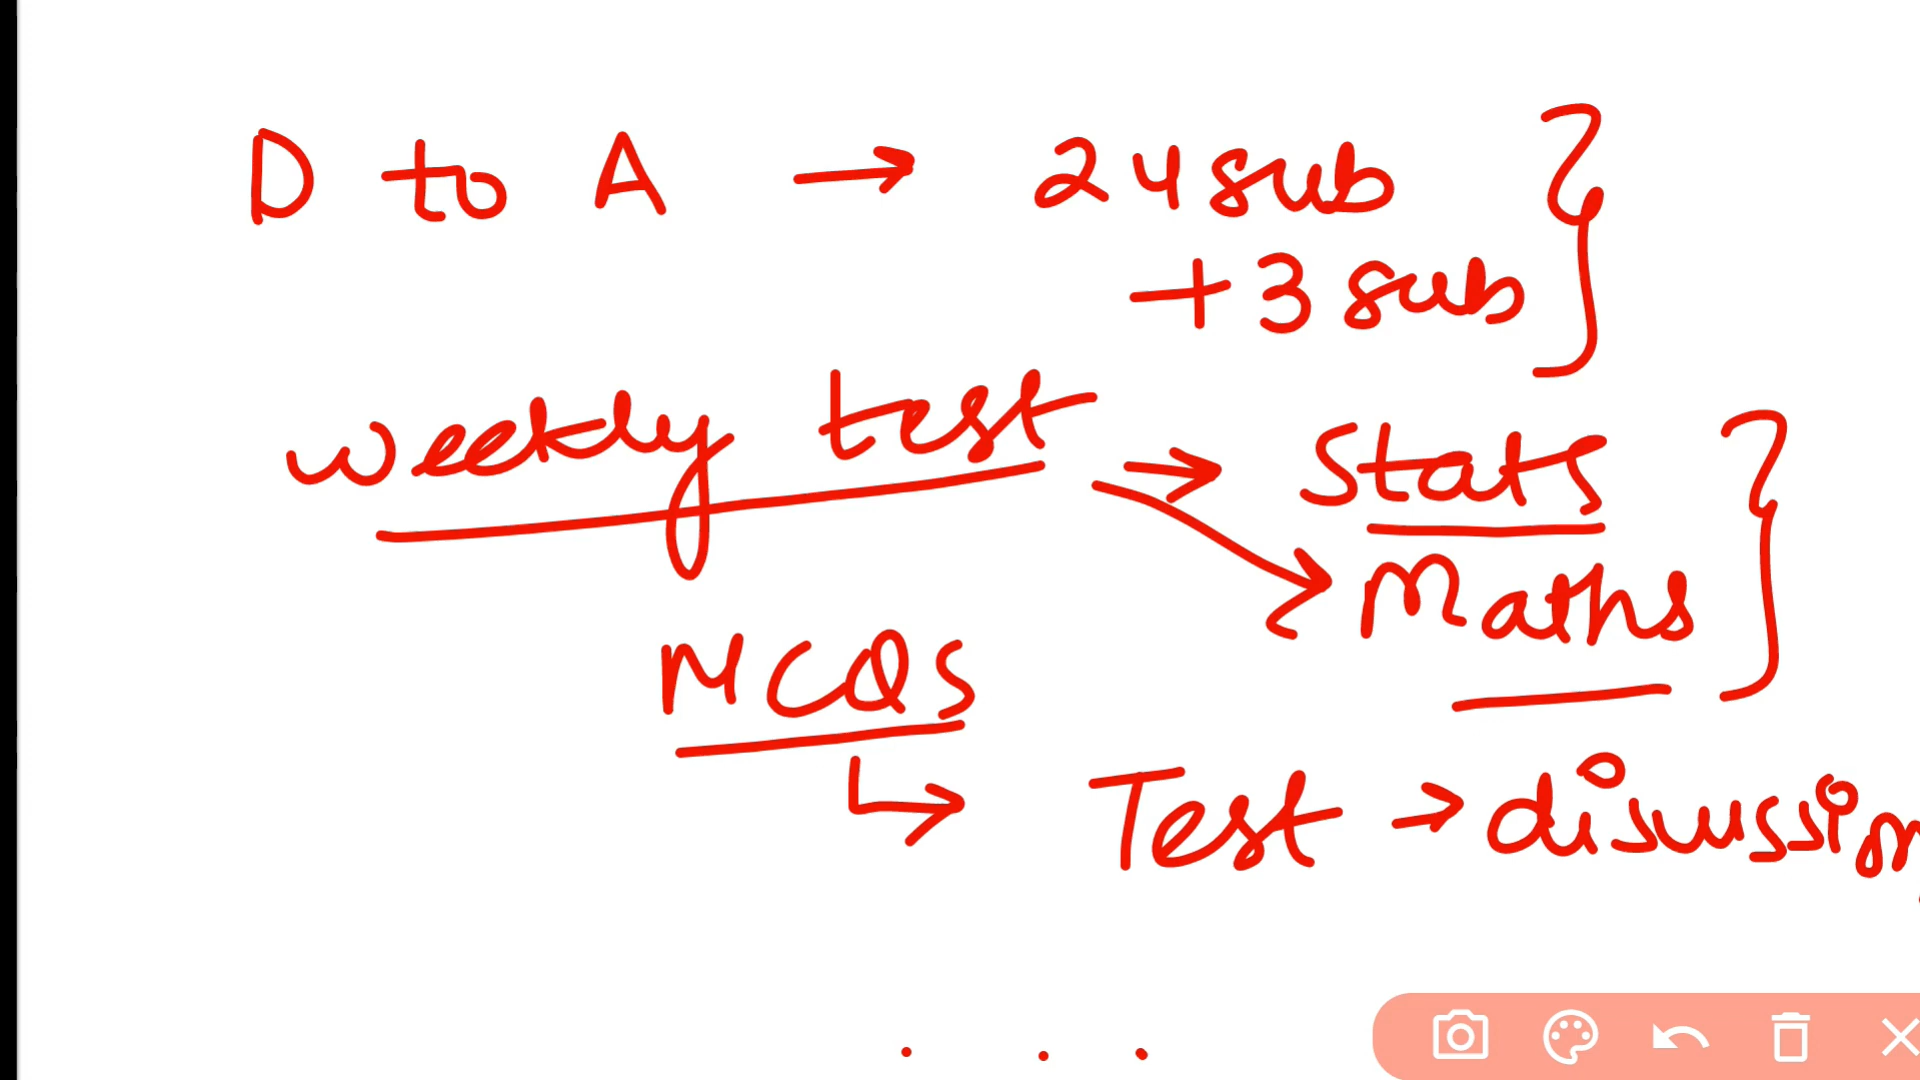 D to A → 24 sub
+ 3 sub
weekly test → Stats
Maths
MCQs
Test → discussion